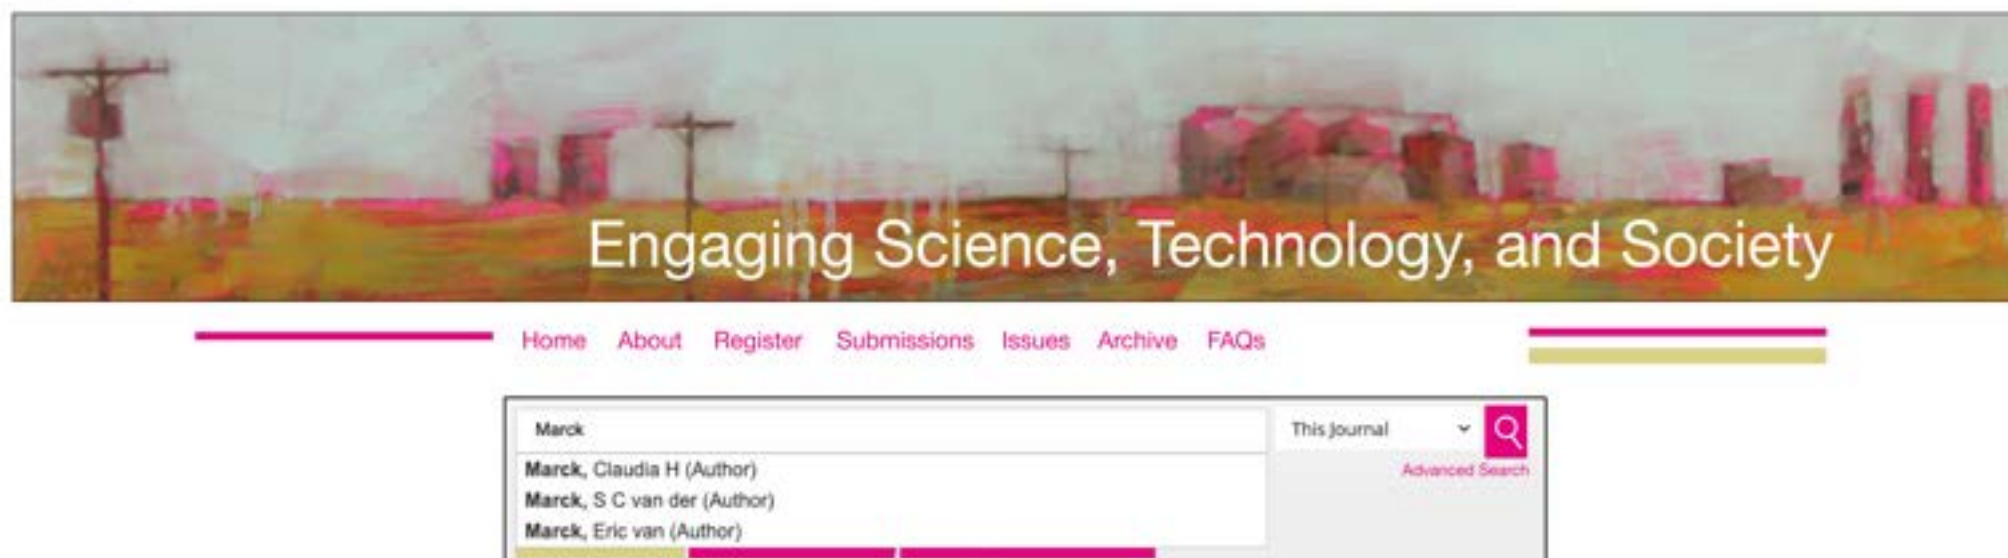 Engaging Science, Technology, and Society
Home About Register Submissions Issues Archive FAQs
Marck This Journal
Advanced Search
Marck, Claudia H (Author)
Marck, S C van der (Author)
Marck, Eric van (Author)